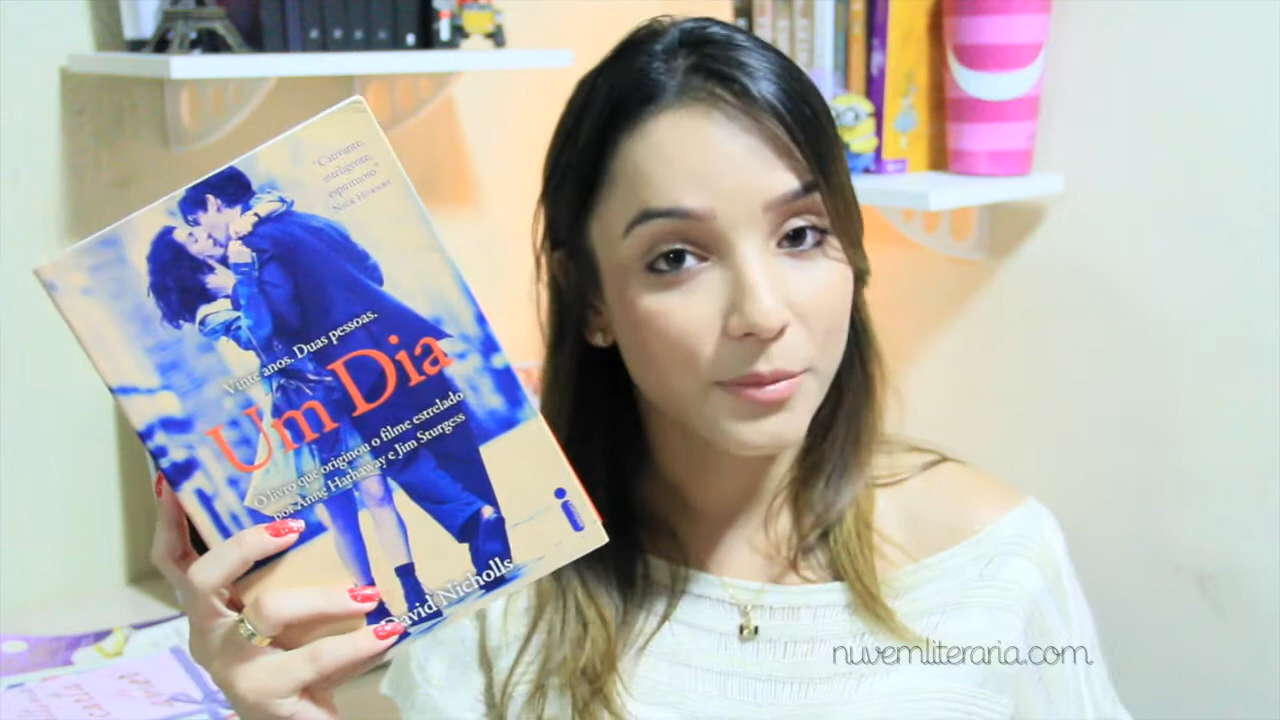 "Cativante,
inteligente,
espirituoso."
NICK HORNBY
Vinte anos. Duas pessoas.
Um Dia
O livro que originou o filme estrelado
por Anne Hathaway e Jim Sturgess
David Nicholls
nuvemliteraria.com